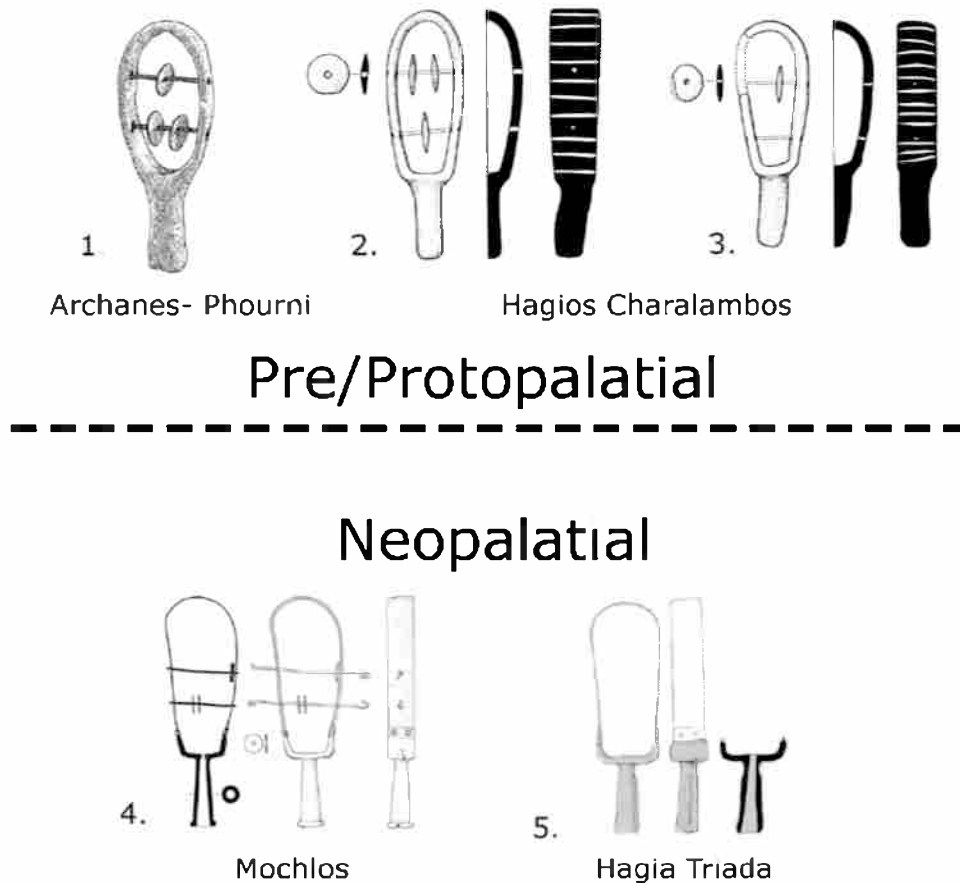 1
2.
3.
Archanes- Phourni
Hagios Charalambos
Pre/Protopalatial
Neopalatial
4.
5.
Mochlos
Hagia Triada